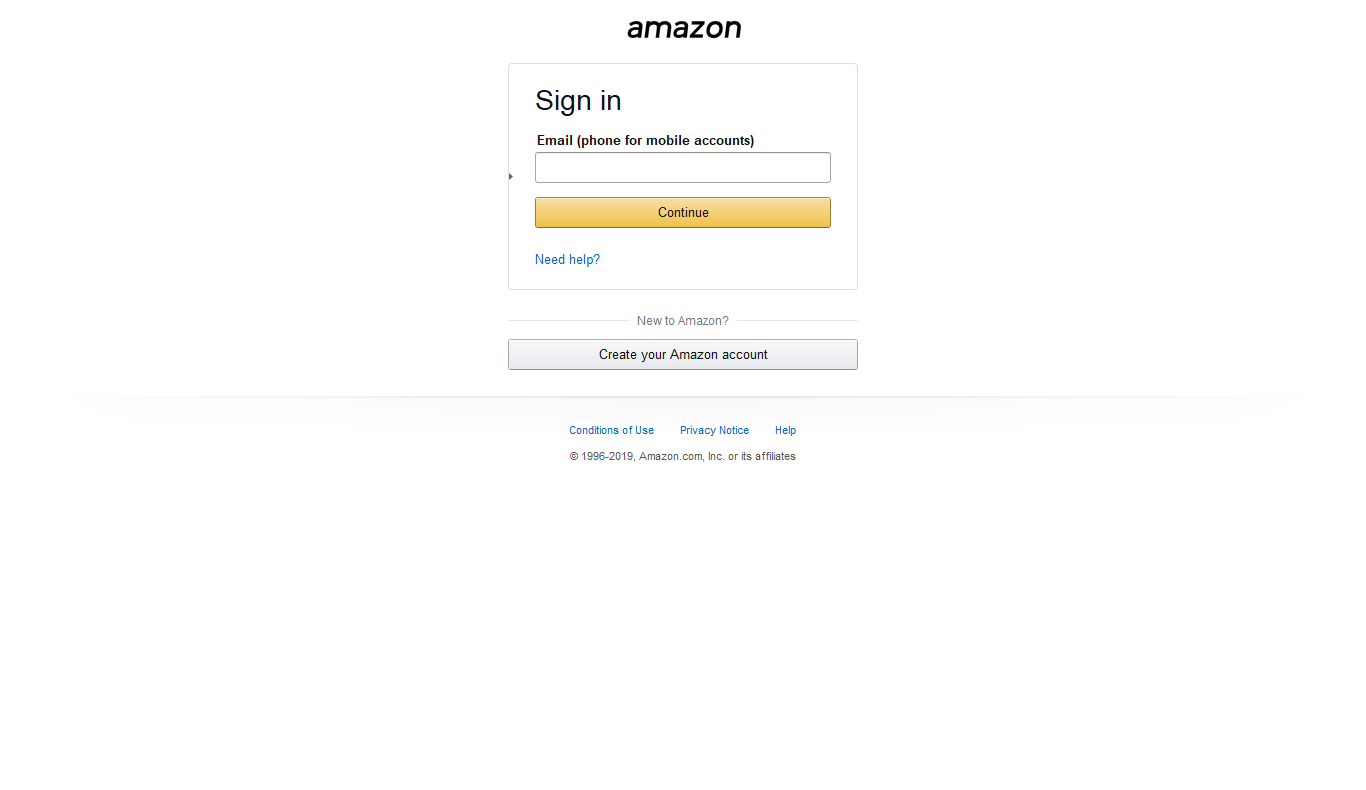 amazon
Sign in
Email (phone for mobile accounts)
Continue
Need help?
New to Amazon?
Create your Amazon account
Conditions of Use Privacy Notice Help
© 1996-2019, Amazon.com, Inc. or its affiliates